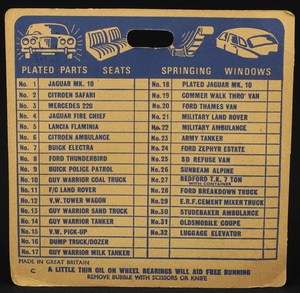 PLATED PARTS SEATS SPRINGING WINDOWS
No. 1 JAGUAR MK. 10
No. 2 CITROEN SAFARI
No. 3 MERCEDES 220
No. 4 JAGUAR FIRE CHIEF
No. 5 LANCIA FLAMINIA
No. 6 CITROEN AMBULANCE
No. 7 BUICK ELECTRA
No. 8 FORD THUNDERBIRD
No. 9 BUICK POLICE PATROL
No. 10 GUY WARRIOR COAL TRUCK
No. 11 F/C LAND ROVER
No. 12 V.W. TOWER WAGON
No. 13 GUY WARRIOR SAND TRUCK
No. 14 GUY WARRIOR TANKER
No. 15 V.W. PICK-UP
No. 16 DUMP TRUCK/DOZER
No. 17 GUY WARRIOR MILK TANKER
No. 18 PLATED JAGUAR MK. 10
No. 19 COMMER WALK THRO' VAN
No. 20 FORD THAMES VAN
No. 21 MILITARY LAND ROVER
No. 22 MILITARY AMBULANCE
No. 23 ARMY TANKER
No. 24 FORD ZEPHYR ESTATE
No. 25 SD REFUSE VAN
No. 26 SUNBEAM ALPINE
No. 27 BEDFORD T.K. 7 TON
WITH CONTAINER
No. 28 FORD BREAKDOWN TRUCK
No. 29 E.R.F. CEMENT MIXER TRUCK
No. 30 STUDEBAKER AMBULANCE
No. 31 OLDSMOBILE COUPE
No. 32 LUGGAGE ELEVATOR
MADE IN GREAT BRITAIN
C A LITTLE THIN OIL ON WHEEL BEARINGS WILL AID FREE RUNNING
REMOVE BUBBLE WITH SCISSORS OR KNIFE